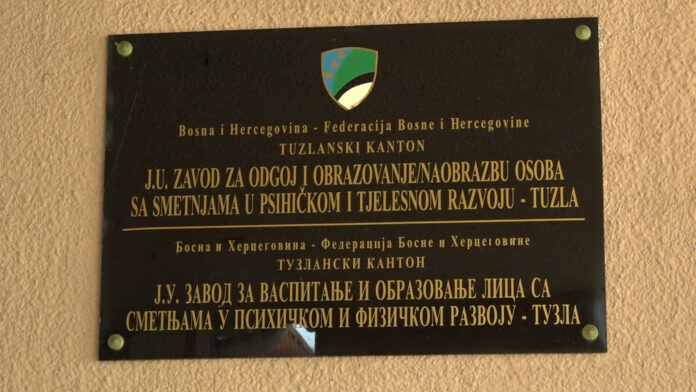 Bosna i Hercegovina - Federacija Bosne i Hercegovine
TUZLANSKI KANTON
J.U. ZAVOD ZA ODGOJ I OBRAZOVANJE/NAOBRAZBU OSOBA
SA SMETNJAMA U PSIHIČKOM I TJELESNOM RAZVOJU - TUZLA
Босна и Херцеговина - Федерација Босне и Херцеговине
ТУЗЛАНСКИ КАНТОН
Ј.У. ЗАВОД ЗА ВАСПИТАЊЕ И ОБРАЗОВАЊЕ ЛИЦА СА
СМЕТЊАМА У ПСИХИЧКОМ И ФИЗИЧКОМ РАЗВОЈУ - ТУЗЛА